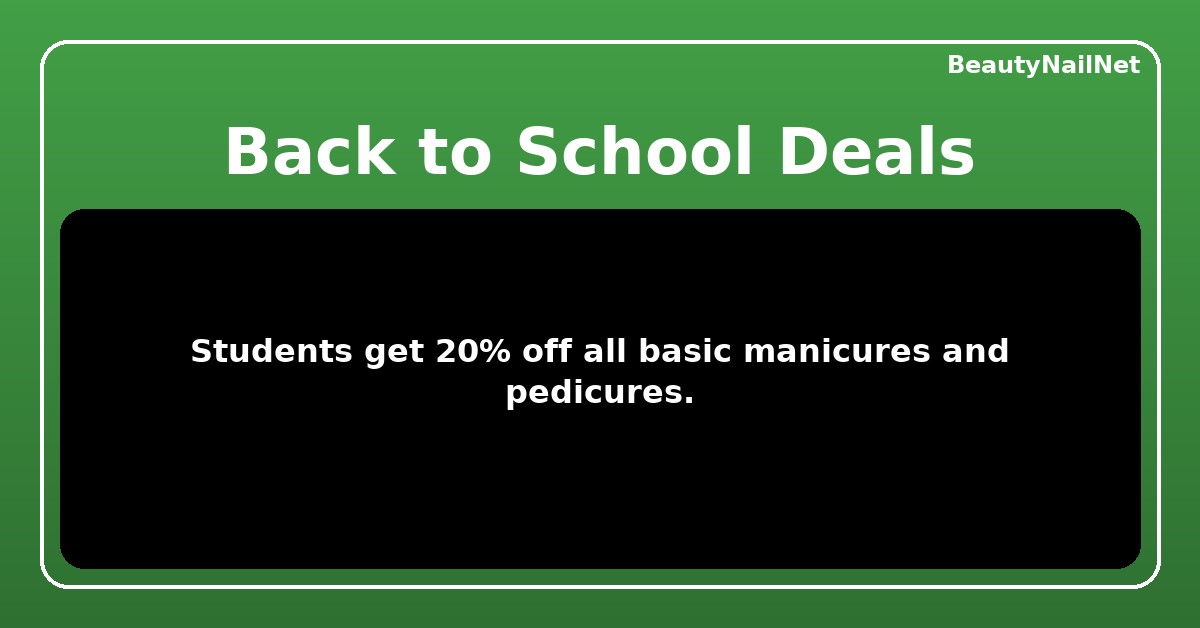 BeautyNailNet
Back to School Deals
Students get 20% off all basic manicures and
pedicures.